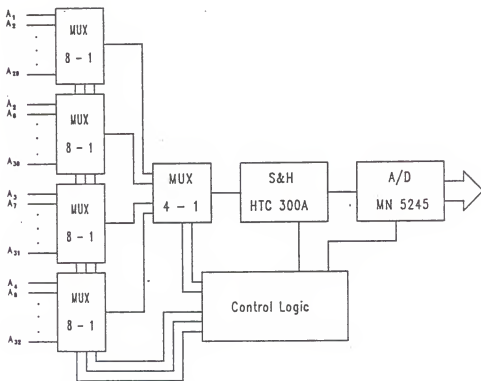 A1
A2
A29
MUX
8 - 1
A2
A6
A30
MUX
8 - 1
A3
A7
A31
MUX
8 - 1
A4
A8
A32
MUX
8 - 1
MUX
4 - 1
S&H
HTC 300A
A/D
MN 5245
Control Logic